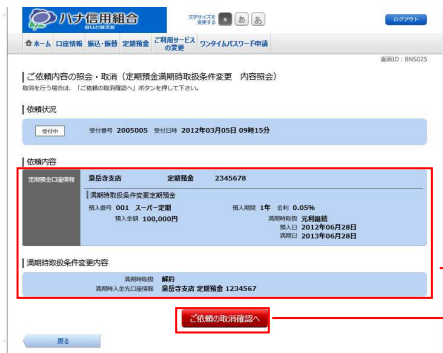 ハナ信用組合
文字サイズを変更する あ あ あ
ログアウト
ホーム 口座情報 振込・振替 定期預金 ご利用サービスの変更 ワンタイムパスワード申請
画面ID：BNS025
ご依頼内容の照会・取消（定期預金満期時取扱条件変更　内容照会）
取消を行う場合は、「ご依頼の取消確認へ」ボタンを押して下さい。
依頼状況
受付中 受付番号 2005005 受付日時 2012年03月05日 09時15分
依頼内容
定期預金口座情報 泉岳寺支店 定期預金 2345678
満期時取扱条件変更定期預金
預入番号 001 スーパー定期 預入期間 1年 金利 0.05%
預入金額 100,000円 満期時取扱 元利継続
預入日 2012年06月28日
満期日 2013年06月28日
満期時取扱条件変更内容
満期時取扱 解約
満期時入金先口座情報 泉岳寺支店 定期預金 1234567
ご依頼の取消確認へ
戻る